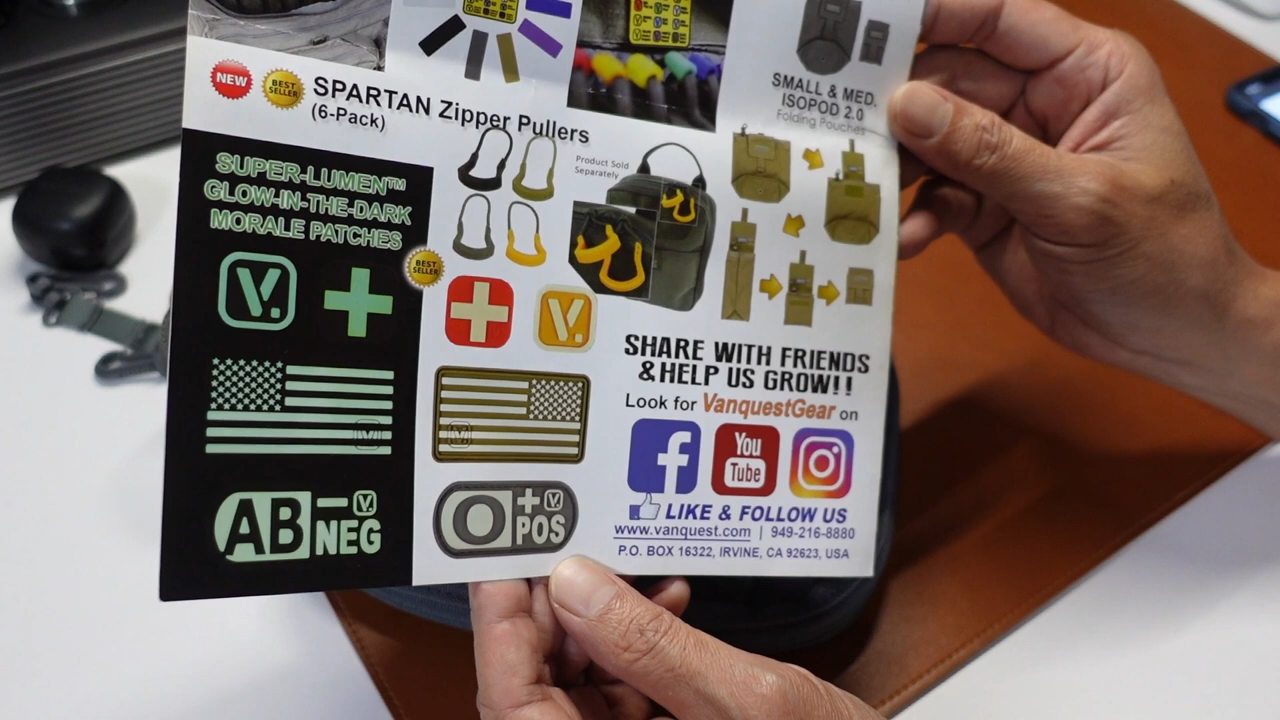 NEW
BEST
SELLER
SPARTAN Zipper Pullers
(6-Pack)
SMALL & MED.
ISOPOD 2.0
Folding Pouches
Product Sold
Separately
SUPER-LUMEN™
GLOW-IN-THE-DARK
MORALE PATCHES
BEST
SELLER
V.
V.
AB NEG
O + POS
SHARE WITH FRIENDS
& HELP US GROW!!
Look for VanquestGear on
f
You
Tube
LIKE & FOLLOW US
www.vanquest.com | 949-216-8880
P.O. BOX 16322, IRVINE, CA 92623, USA